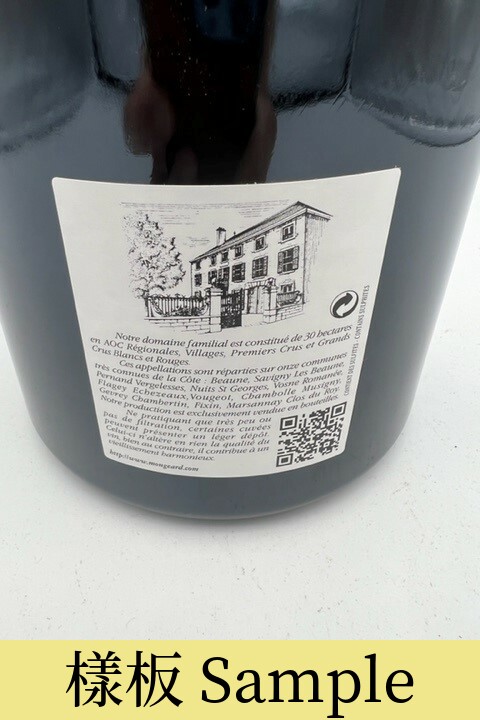 Notre domaine familial est constitué de 30 hectares
en AOC Régionales, Villages, Premiers Crus et Grands
Crus Blancs et Rouges.
Ces appellations sont réparties sur onze communes
très connues de la Côte : Beaune, Savigny Les Beaune,
Pernand Vergelesses, Nuits St Georges, Vosne Romanée,
Flagey Echezeaux, Vougeot, Chambolle Musigny,
Gevrey Chambertin, Fixin, Marsannay Clos du Roy.
Notre production est exclusivement vendue en bouteilles.
Ne pratiquant que très peu ou
pas de filtration, certaines cuvées
peuvent présenter un léger dépôt.
Celui-ci n'altère en rien la qualité du
vin, bien au contraire, il contribue à un
vieillissement harmonieux.
http://www.mongeard.com
CONTIENT DES SULFITES - CONTAINS SULPHITES
樣板 Sample